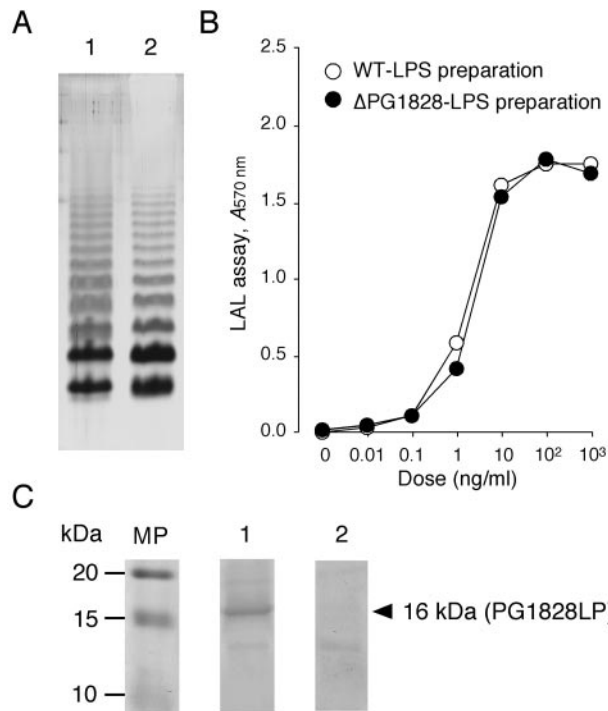 A
1 2
B
2.5
2.0
1.5
1.0
0.5
0.0
LAL assay, A570 nm
WT-LPS preparation
ΔPG1828-LPS preparation
0 0.01 0.1 1 10 10² 10³
Dose (ng/ml)
C
kDa MP 1 2
20
15
10
16 kDa (PG1828LP)